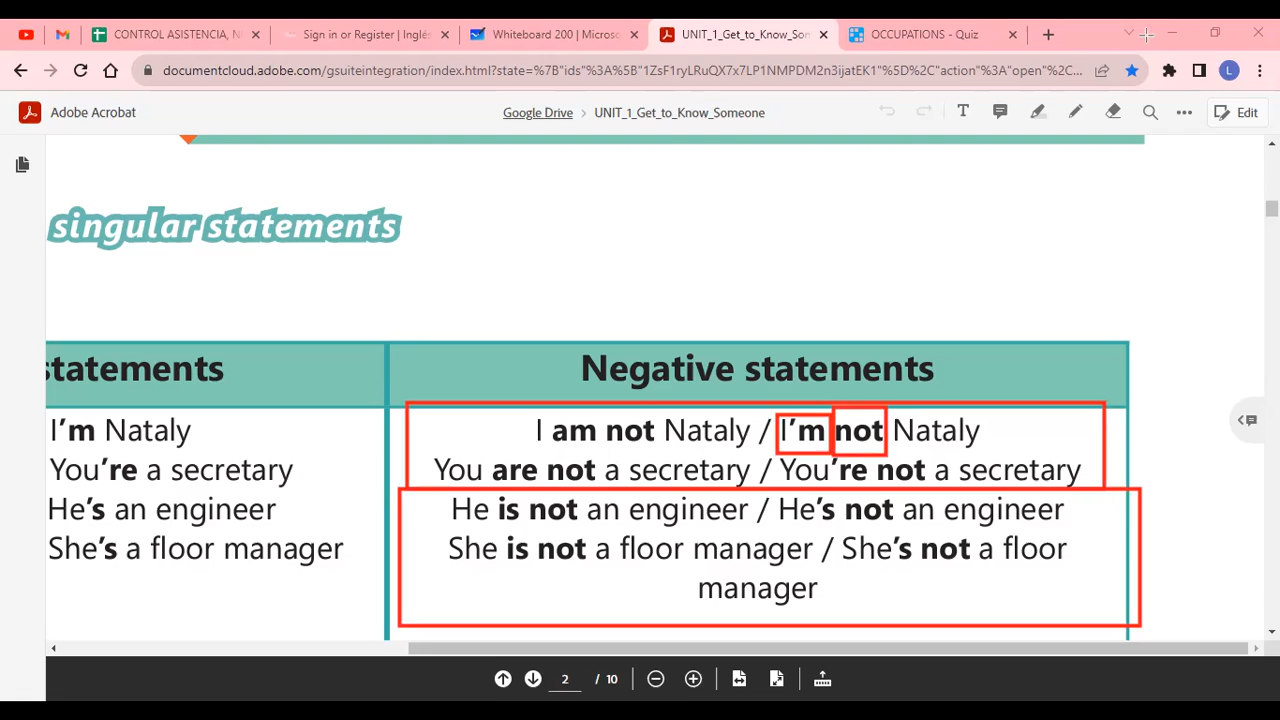 CONTROL ASISTENCIA, N
Sign in or Register | Inglés
Whiteboard 200 | Microso
UNIT_1_Get_to_Know_Som
OCCUPATIONS - Quiz
documentcloud.adobe.com/gsuiteintegration/index.html?state=%7B"ids"%3A%5B"1ZsF1ryLRuQX7x7LP1NMPDM2n3ijatEK1"%5D%2C"action"%3A"open"%2C...
L
Adobe Acrobat
Google Drive > UNIT_1_Get_to_Know_Someone
Edit
singular statements
statements
Negative statements
I'm Nataly
I am not Nataly / I'm not Nataly
You're a secretary
You are not a secretary / You're not a secretary
He's an engineer
He is not an engineer / He's not an engineer
She's a floor manager
She is not a floor manager / She's not a floor
manager
2 / 10